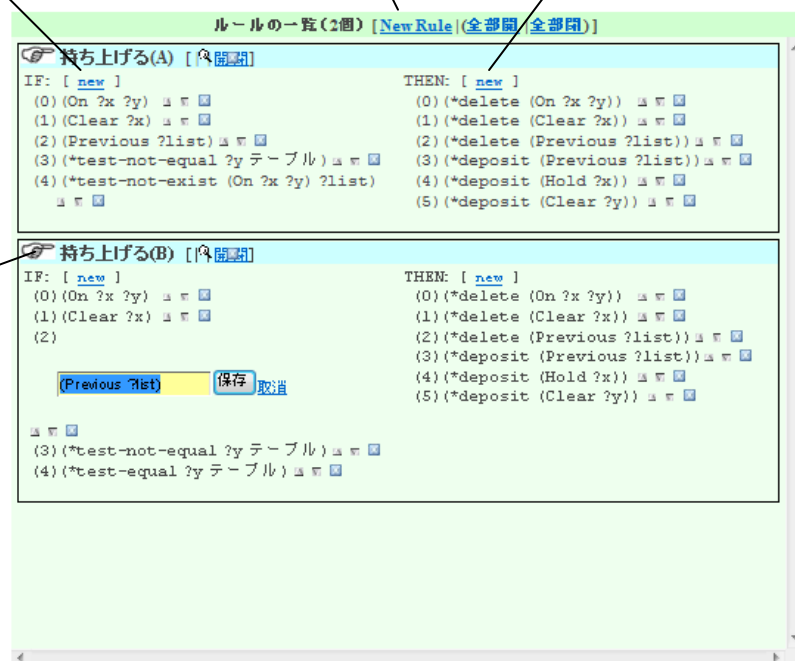 ルールの一覧(2個) [New Rule|(全部開|全部閉)]
持ち上げる(A) [開閉]
IF: [ new ]
(0)(On ?x ?y)
(1)(Clear ?x)
(2)(Previous ?list)
(3)(*test-not-equal ?y テーブル)
(4)(*test-not-exist (On ?x ?y) ?list)
THEN: [ new ]
(0)(*delete (On ?x ?y))
(1)(*delete (Clear ?x))
(2)(*delete (Previous ?list))
(3)(*deposit (Previous ?list))
(4)(*deposit (Hold ?x))
(5)(*deposit (Clear ?y))
持ち上げる(B) [開閉]
IF: [ new ]
(0)(On ?x ?y)
(1)(Clear ?x)
(2)
(Previous ?list) 保存 取消
(3)(*test-not-equal ?y テーブル)
(4)(*test-equal ?y テーブル)
THEN: [ new ]
(0)(*delete (On ?x ?y))
(1)(*delete (Clear ?x))
(2)(*delete (Previous ?list))
(3)(*deposit (Previous ?list))
(4)(*deposit (Hold ?x))
(5)(*deposit (Clear ?y))